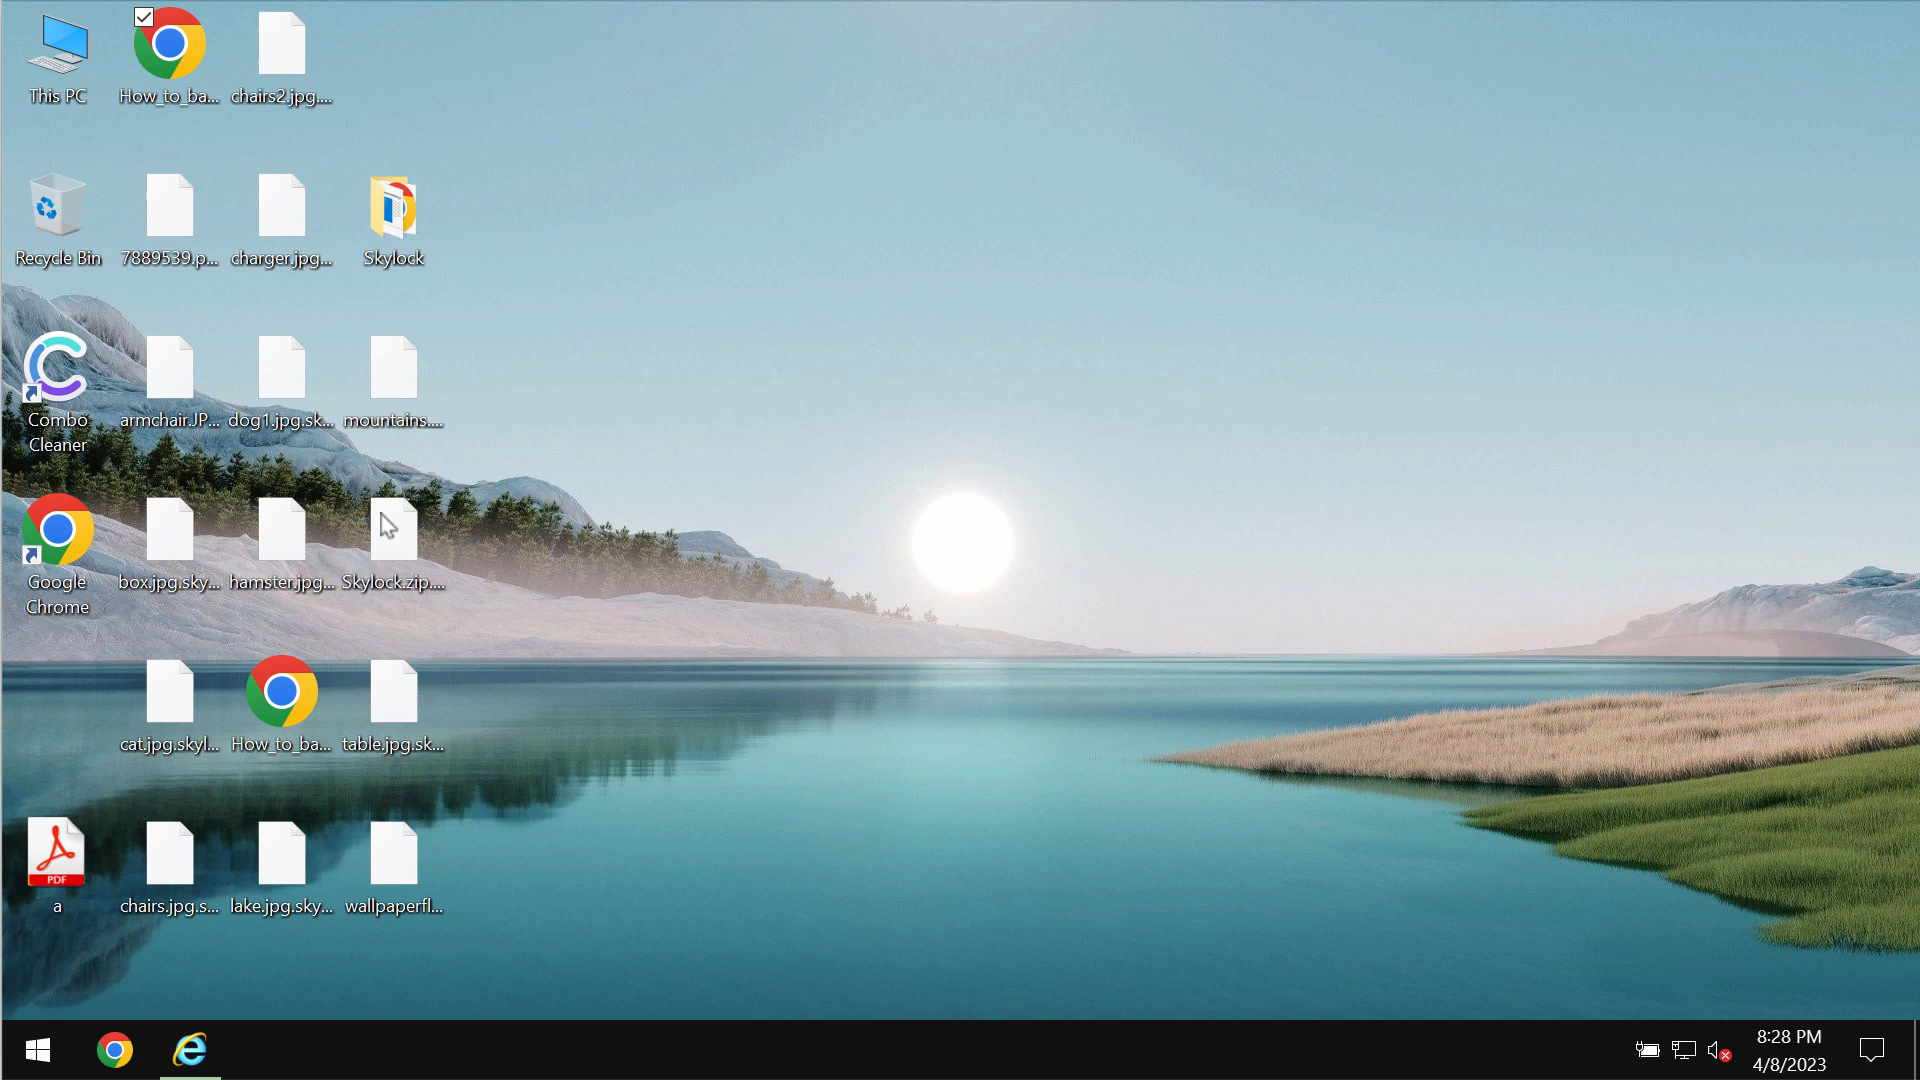 This PC
How_to_ba...
chairs2.jpg....
Recycle Bin
7889539.p...
charger.jpg...
Skylock
Combo
Cleaner
armchair.JP...
dog1.jpg.sk...
mountains....
Google
Chrome
box.jpg.sky...
hamster.jpg...
Skylock.zip....
cat.jpg.skyl...
How_to_ba...
table.jpg.sk...
PDF
a
chairs.jpg.s...
lake.jpg.sky...
wallpaperfl...
8:28 PM
4/8/2023